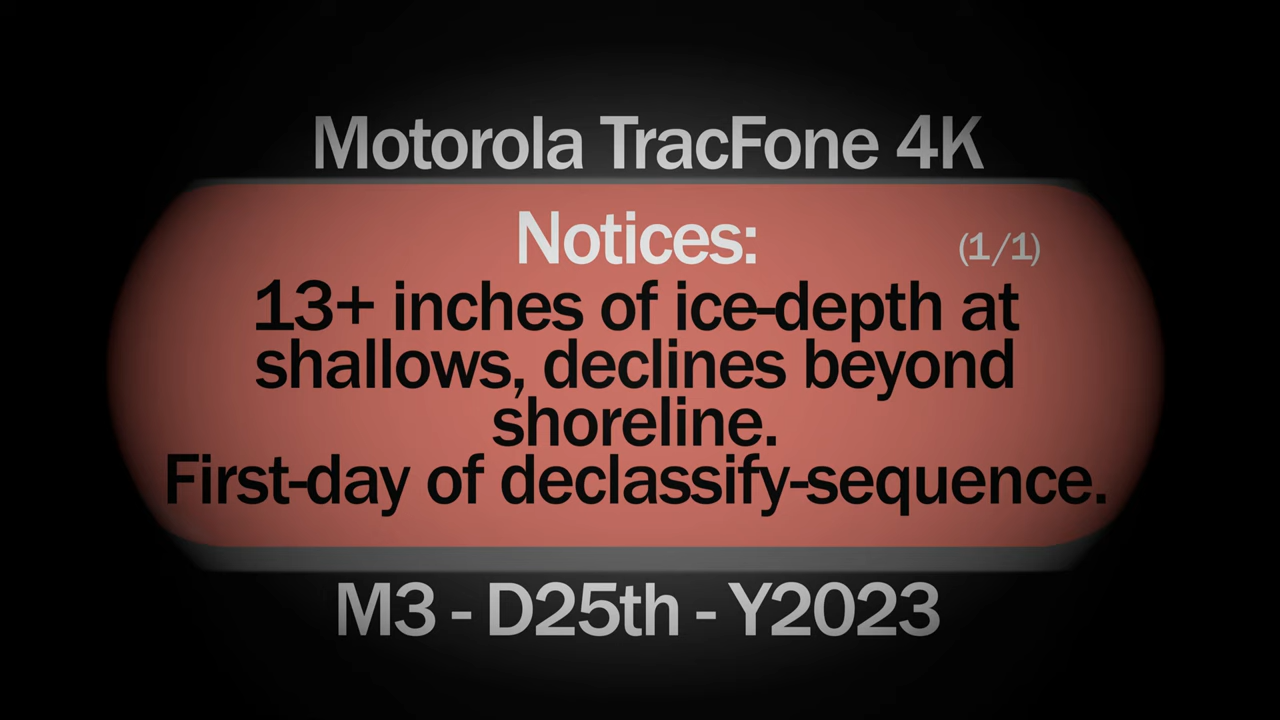 Motorola TracFone 4K
Notices:
(1/1)
13+ inches of ice-depth at
shallows, declines beyond
shoreline.
First-day of declassify-sequence.
M3 - D25th - Y2023